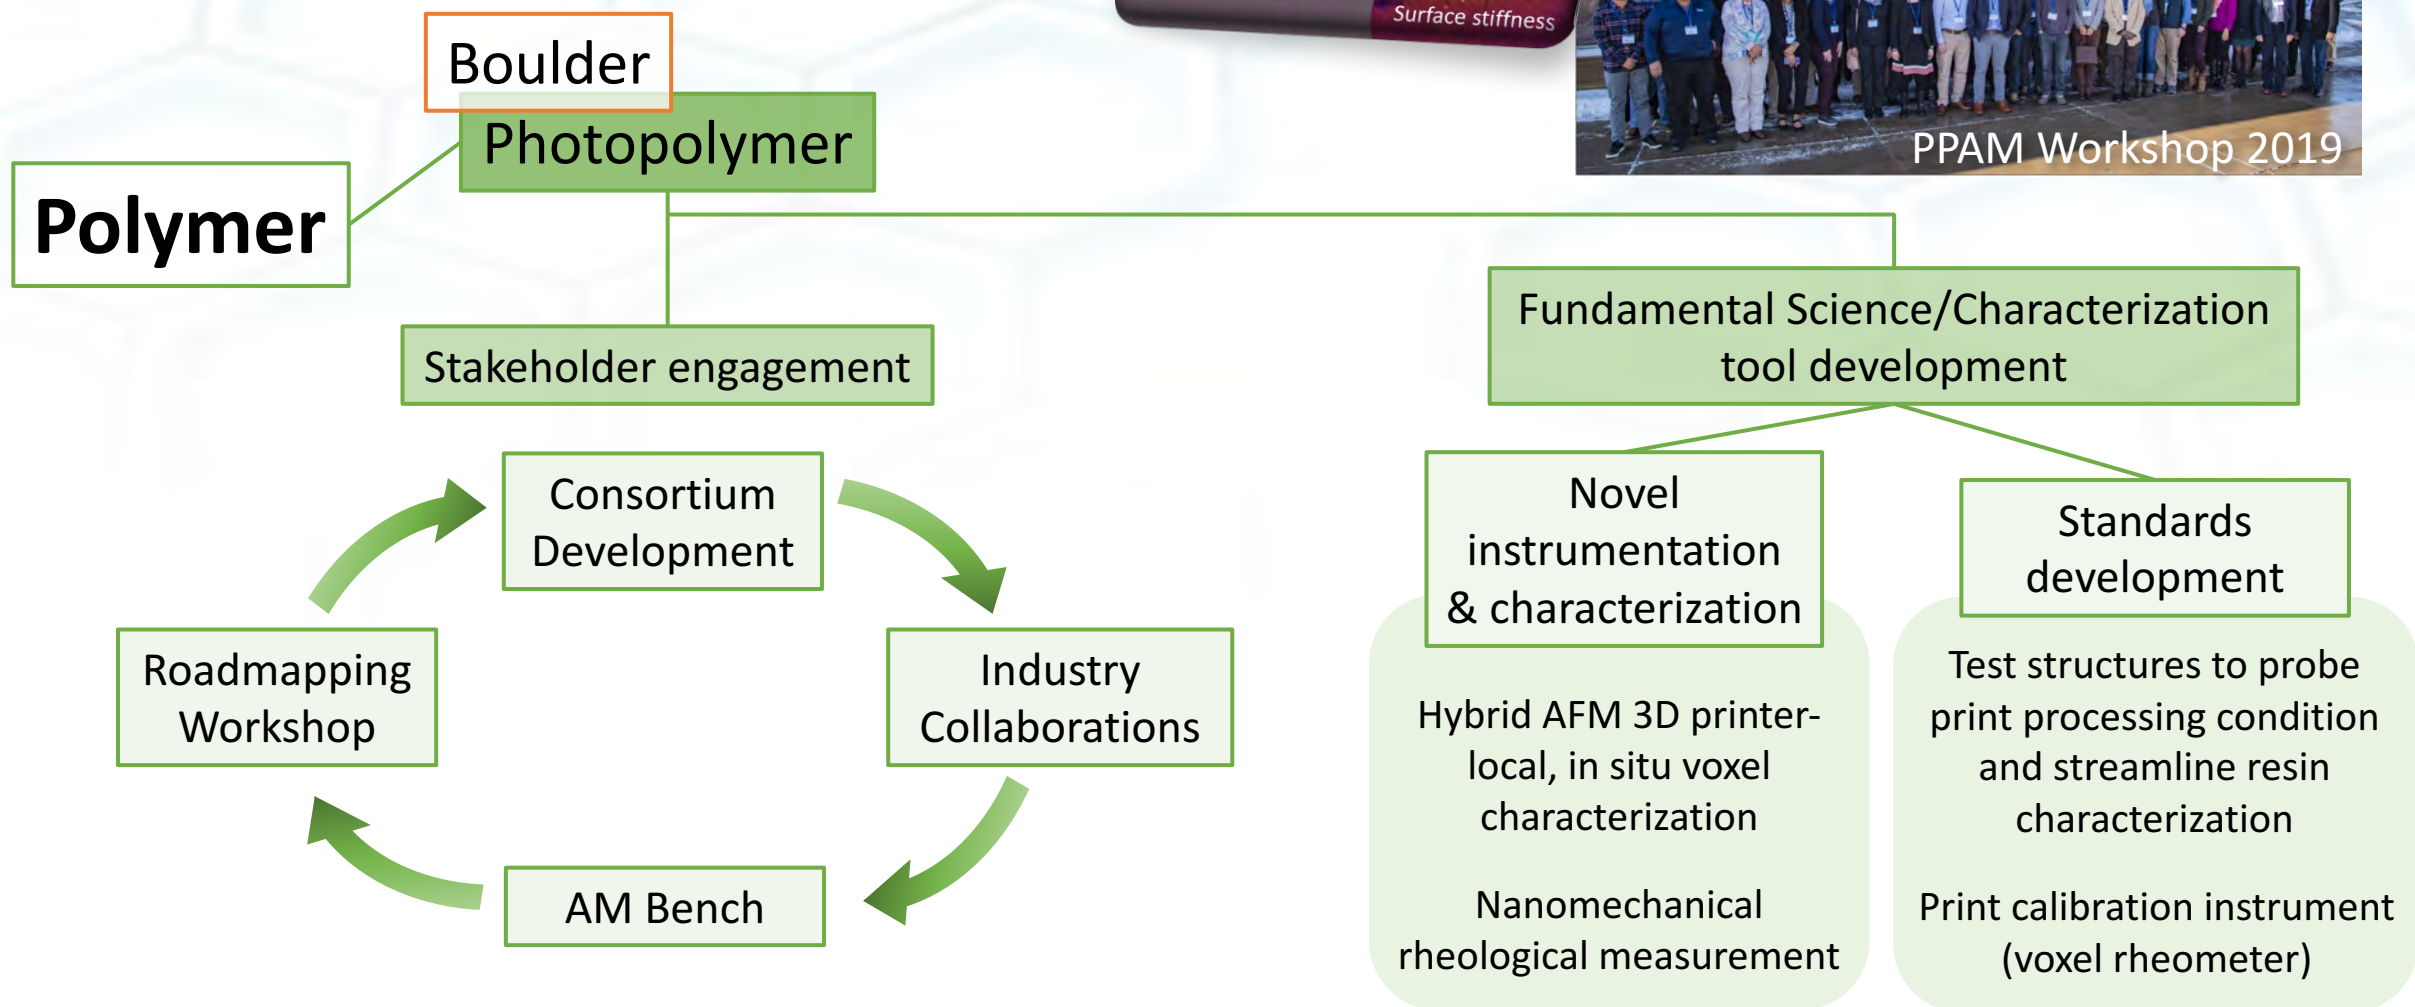 Surface stiffness
PPAM Workshop 2019
Boulder
Photopolymer
Polymer
Stakeholder engagement
Consortium
Development
Roadmapping
Workshop
Industry
Collaborations
AM Bench
Fundamental Science/Characterization
tool development
Novel
instrumentation
& characterization
Hybrid AFM 3D printer-
local, in situ voxel
characterization
Nanomechanical
rheological measurement
Standards
development
Test structures to probe
print processing condition
and streamline resin
characterization
Print calibration instrument
(voxel rheometer)